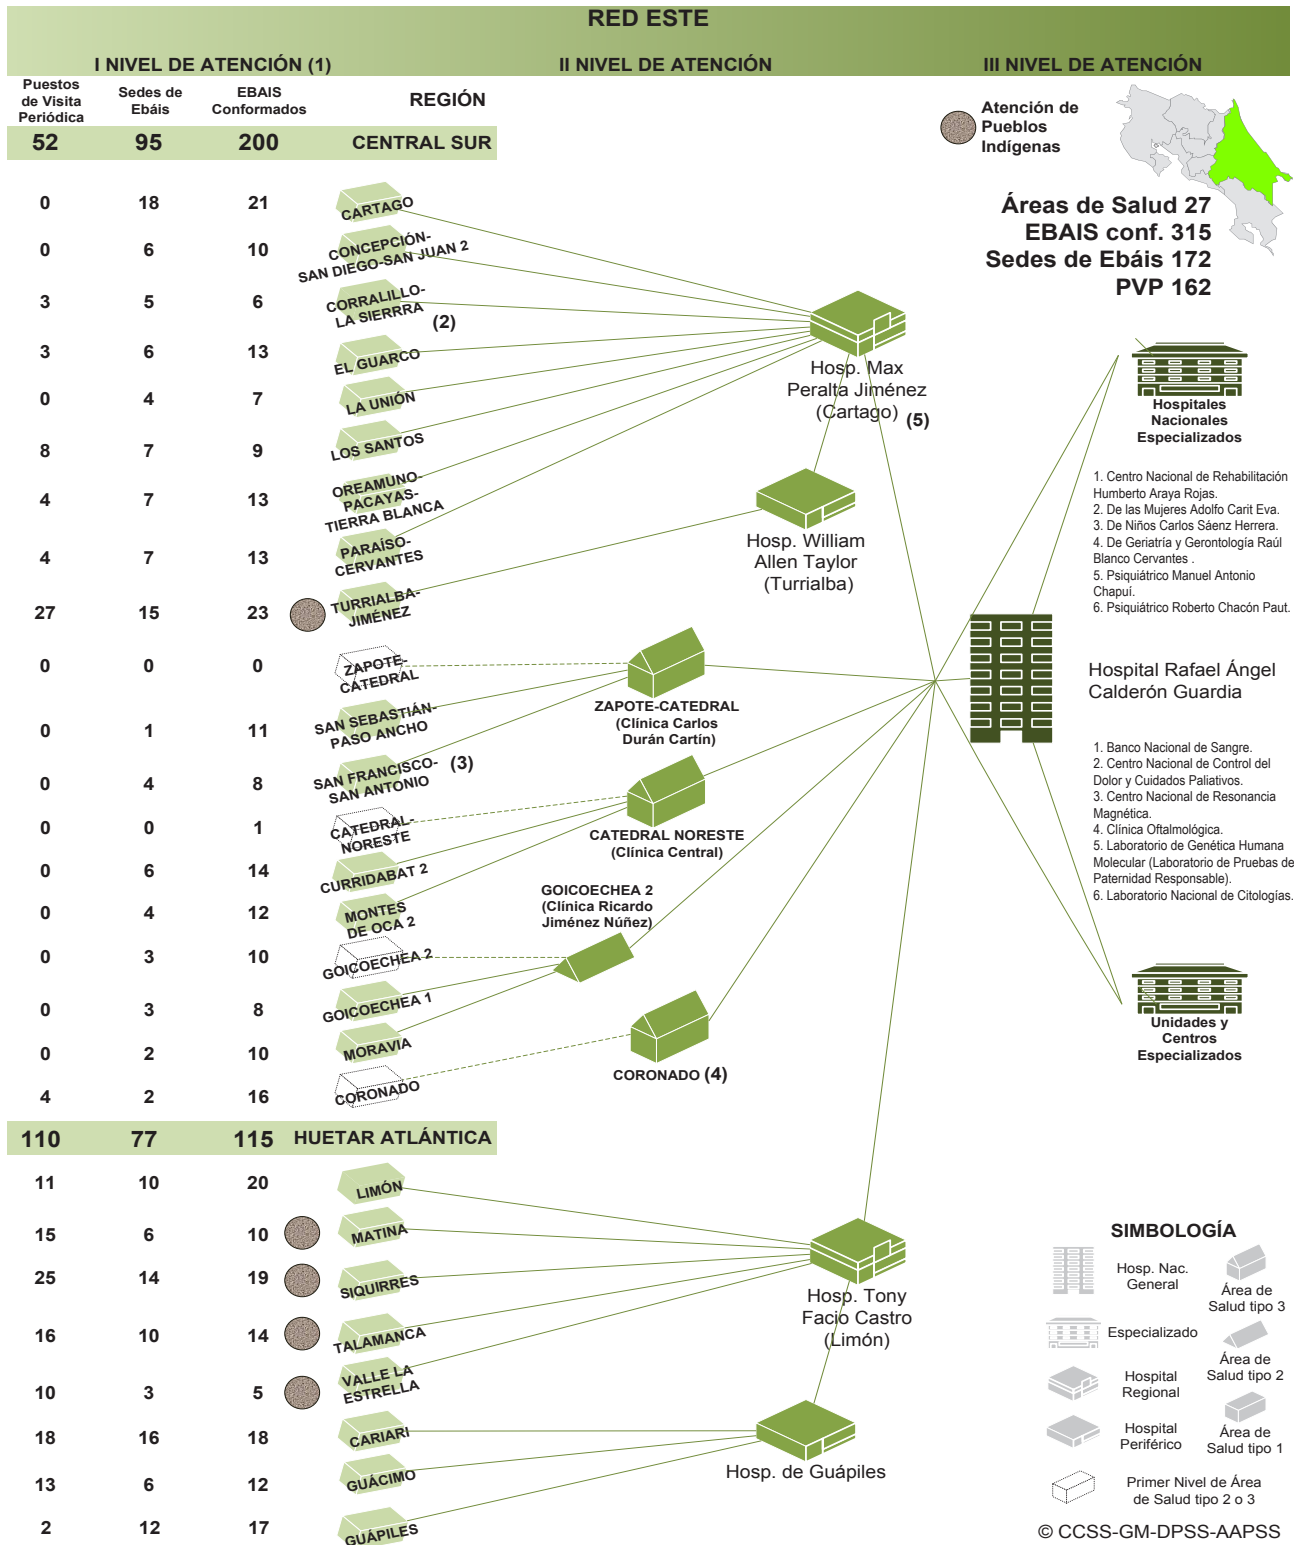 RED ESTE
I NIVEL DE ATENCIÓN (1)
II NIVEL DE ATENCIÓN
III NIVEL DE ATENCIÓN
Puestos
de Visita
Periódica
Sedes de
Ebáis
EBAIS
Conformados
REGIÓN
52 95 200 CENTRAL SUR
0 18 21 CARTAGO
0 6 10 CONCEPCIÓN-
SAN DIEGO-SAN JUAN 2
3 5 6 CORRALILLO-
LA SIERRRA (2)
3 6 13 EL GUARCO
0 4 7 LA UNIÓN
8 7 9 LOS SANTOS
4 7 13 OREAMUNO-
PACAYAS-
TIERRA BLANCA
4 7 13 PARAÍSO-
CERVANTES
27 15 23 TURRIALBA-
JIMÉNEZ
0 0 0 ZAPOTE-
CATEDRAL
0 1 11 SAN SEBASTIÁN-
PASO ANCHO
0 4 8 SAN FRANCISCO-
SAN ANTONIO (3)
0 0 1 CATEDRAL-
NORESTE
0 6 14 CURRIDABAT 2
0 4 12 MONTES
DE OCA 2
0 3 10 GOICOECHEA 2
0 3 8 GOICOECHEA 1
0 2 10 MORAVIA
4 2 16 CORONADO
110 77 115 HUETAR ATLÁNTICA
11 10 20 LIMÓN
15 6 10 MATINA
25 14 19 SIQUIRRES
16 10 14 TALAMANCA
10 3 5 VALLE LA
ESTRELLA
18 16 18 CARIARI
13 6 12 GUÁCIMO
2 12 17 GUÁPILES
Hosp. Max
Peralta Jiménez
(Cartago) (5)
Hosp. William
Allen Taylor
(Turrialba)
ZAPOTE-CATEDRAL
(Clínica Carlos
Durán Cartín)
CATEDRAL NORESTE
(Clínica Central)
GOICOECHEA 2
(Clínica Ricardo
Jiménez Núñez)
CORONADO (4)
Hosp. Tony
Facio Castro
(Limón)
Hosp. de Guápiles
Atención de
Pueblos
Indígenas
Áreas de Salud 27
EBAIS conf. 315
Sedes de Ebáis 172
PVP 162
Hospitales
Nacionales
Especializados
1. Centro Nacional de Rehabilitación
Humberto Araya Rojas.
2. De las Mujeres Adolfo Carit Eva.
3. De Niños Carlos Sáenz Herrera.
4. De Geriatría y Gerontología Raúl
Blanco Cervantes .
5. Psiquiátrico Manuel Antonio
Chapuí.
6. Psiquiátrico Roberto Chacón Paut.
Hospital Rafael Ángel
Calderón Guardia
1. Banco Nacional de Sangre.
2. Centro Nacional de Control del
Dolor y Cuidados Paliativos.
3. Centro Nacional de Resonancia
Magnética.
4. Clínica Oftalmológica.
5. Laboratorio de Genética Humana
Molecular (Laboratorio de Pruebas de
Paternidad Responsable).
6. Laboratorio Nacional de Citologías.
Unidades y
Centros
Especializados
SIMBOLOGÍA
Hosp. Nac.
General
Área de
Salud tipo 3
Especializado
Área de
Salud tipo 2
Hospital
Regional
Hospital
Periférico
Área de
Salud tipo 1
Primer Nivel de Área
de Salud tipo 2 o 3
© CCSS-GM-DPSS-AAPSS